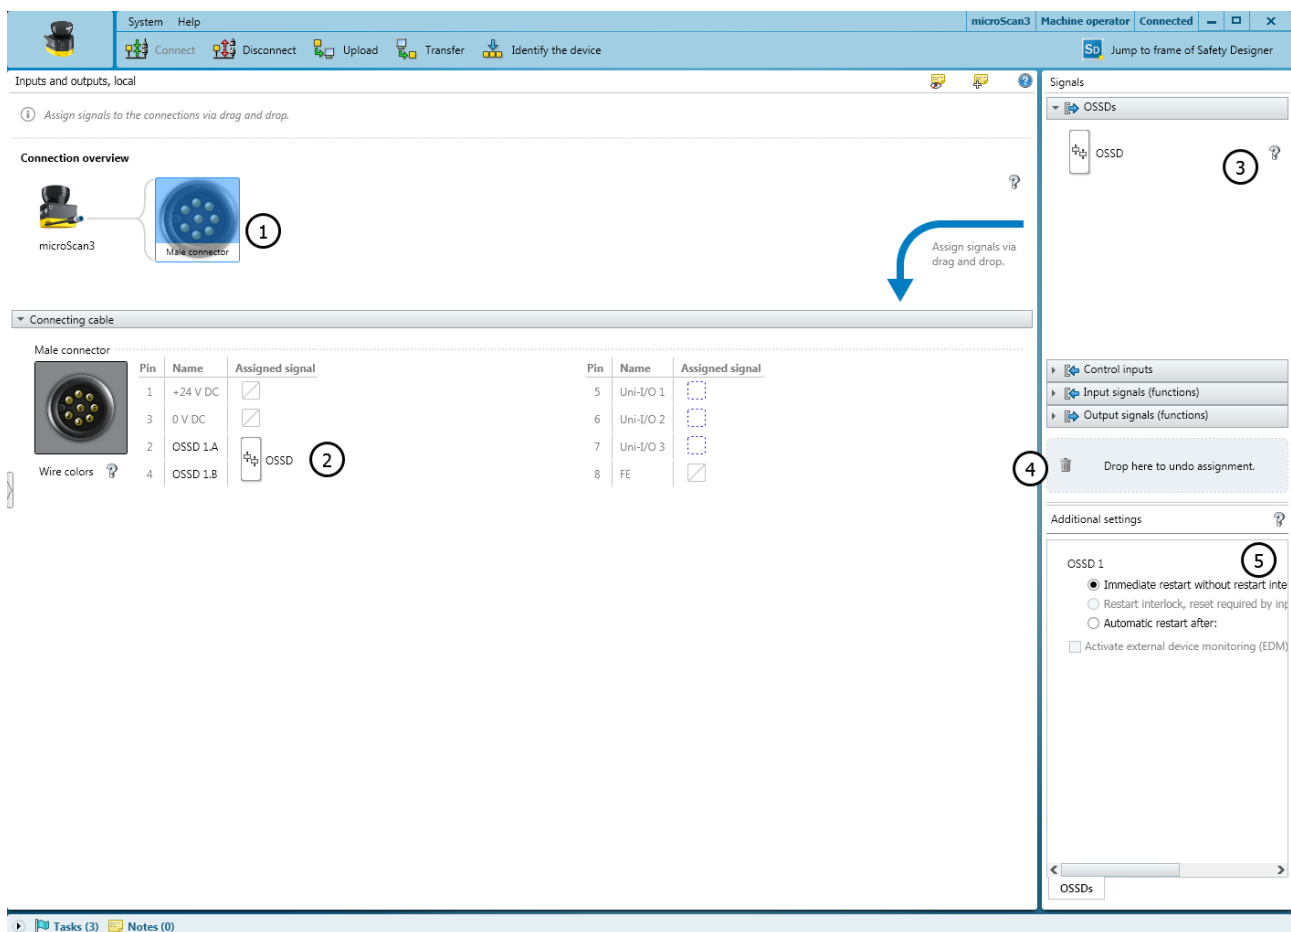 System Help
microScan3 Machine operator Connected
Connect Disconnect Upload Transfer Identify the device
SD Jump to frame of Safety Designer
Inputs and outputs, local
Assign signals to the connections via drag and drop.
Connection overview
microScan3
Male connector
1
Assign signals via
drag and drop.
Connecting cable
Male connector
Pin Name Assigned signal
1 +24 V DC
3 0 V DC
2 OSSD 1.A
4 OSSD 1.B
OSSD
2
Wire colors
Pin Name Assigned signal
5 Uni-I/O 1
6 Uni-I/O 2
7 Uni-I/O 3
8 FE
Signals
OSSDs
OSSD
3
Control inputs
Input signals (functions)
Output signals (functions)
4
Drop here to undo assignment.
Additional settings
5
OSSD 1
Immediate restart without restart inte
Restart interlock, reset required by inp
Automatic restart after:
Activate external device monitoring (EDM)
OSSDs
Tasks (3) Notes (0)